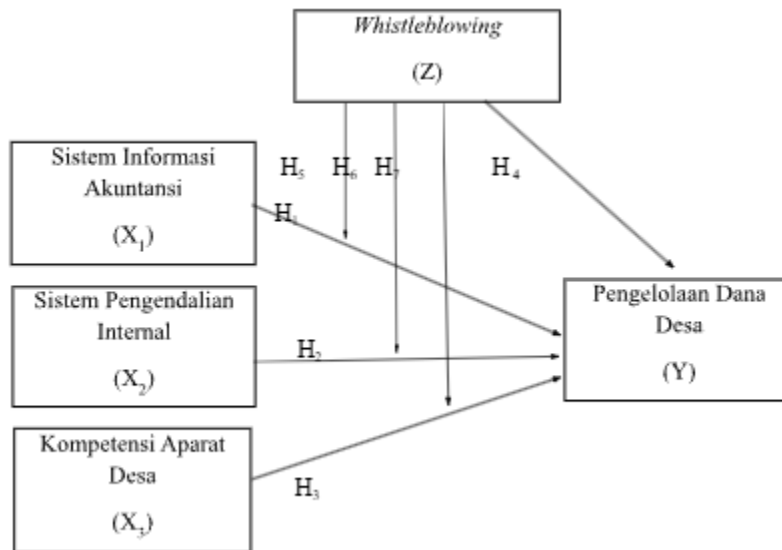 Whistleblowing
(Z)
Sistem Informasi
Akuntansi
(X₁)
H₅ H₆ H₇ H₄
H₁
Sistem Pengendalian
Internal
(X₂)
H₂
Pengelolaan Dana
Desa
(Y)
Kompetensi Aparat
Desa
(X₃)
H₃